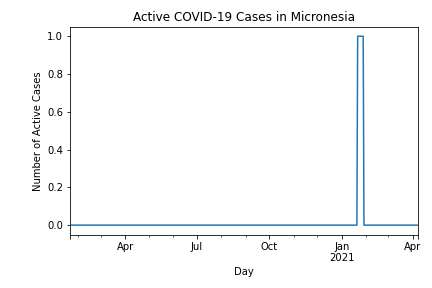 Active COVID-19 Cases in Micronesia
Number of Active Cases
1.0
0.8
0.6
0.4
0.2
0.0
Apr Jul Oct Jan Apr
2021
Day